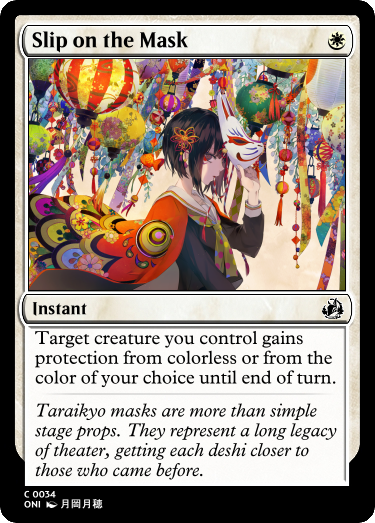 Slip on the Mask
Instant
Target creature you control gains
protection from colorless or from the
color of your choice until end of turn.
Taraikyo masks are more than simple
stage props. They represent a long legacy
of theater, getting each deshi closer to
those who came before.
C 0034
ONI 月岡月穂